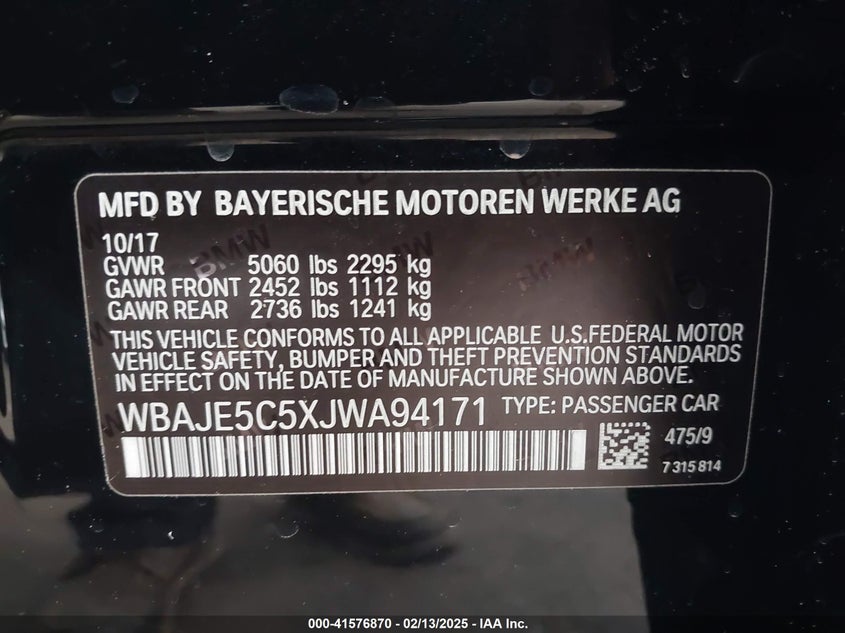 MFD BY BAYERISCHE MOTOREN WERKE AG
10/17
GVWR 5060 lbs 2295 kg
GAWR FRONT 2452 lbs 1112 kg
GAWR REAR 2736 lbs 1241 kg
THIS VEHICLE CONFORMS TO ALL APPLICABLE U.S.FEDERAL MOTOR
VEHICLE SAFETY, BUMPER AND THEFT PREVENTION STANDARDS
IN EFFECT ON THE DATE OF MANUFACTURE SHOWN ABOVE.
WBAJE5C5XJWA94171 TYPE: PASSENGER CAR
475/9
7 315 814
BMW
BMW
000-41576870 - 02/13/2025 - IAA Inc.